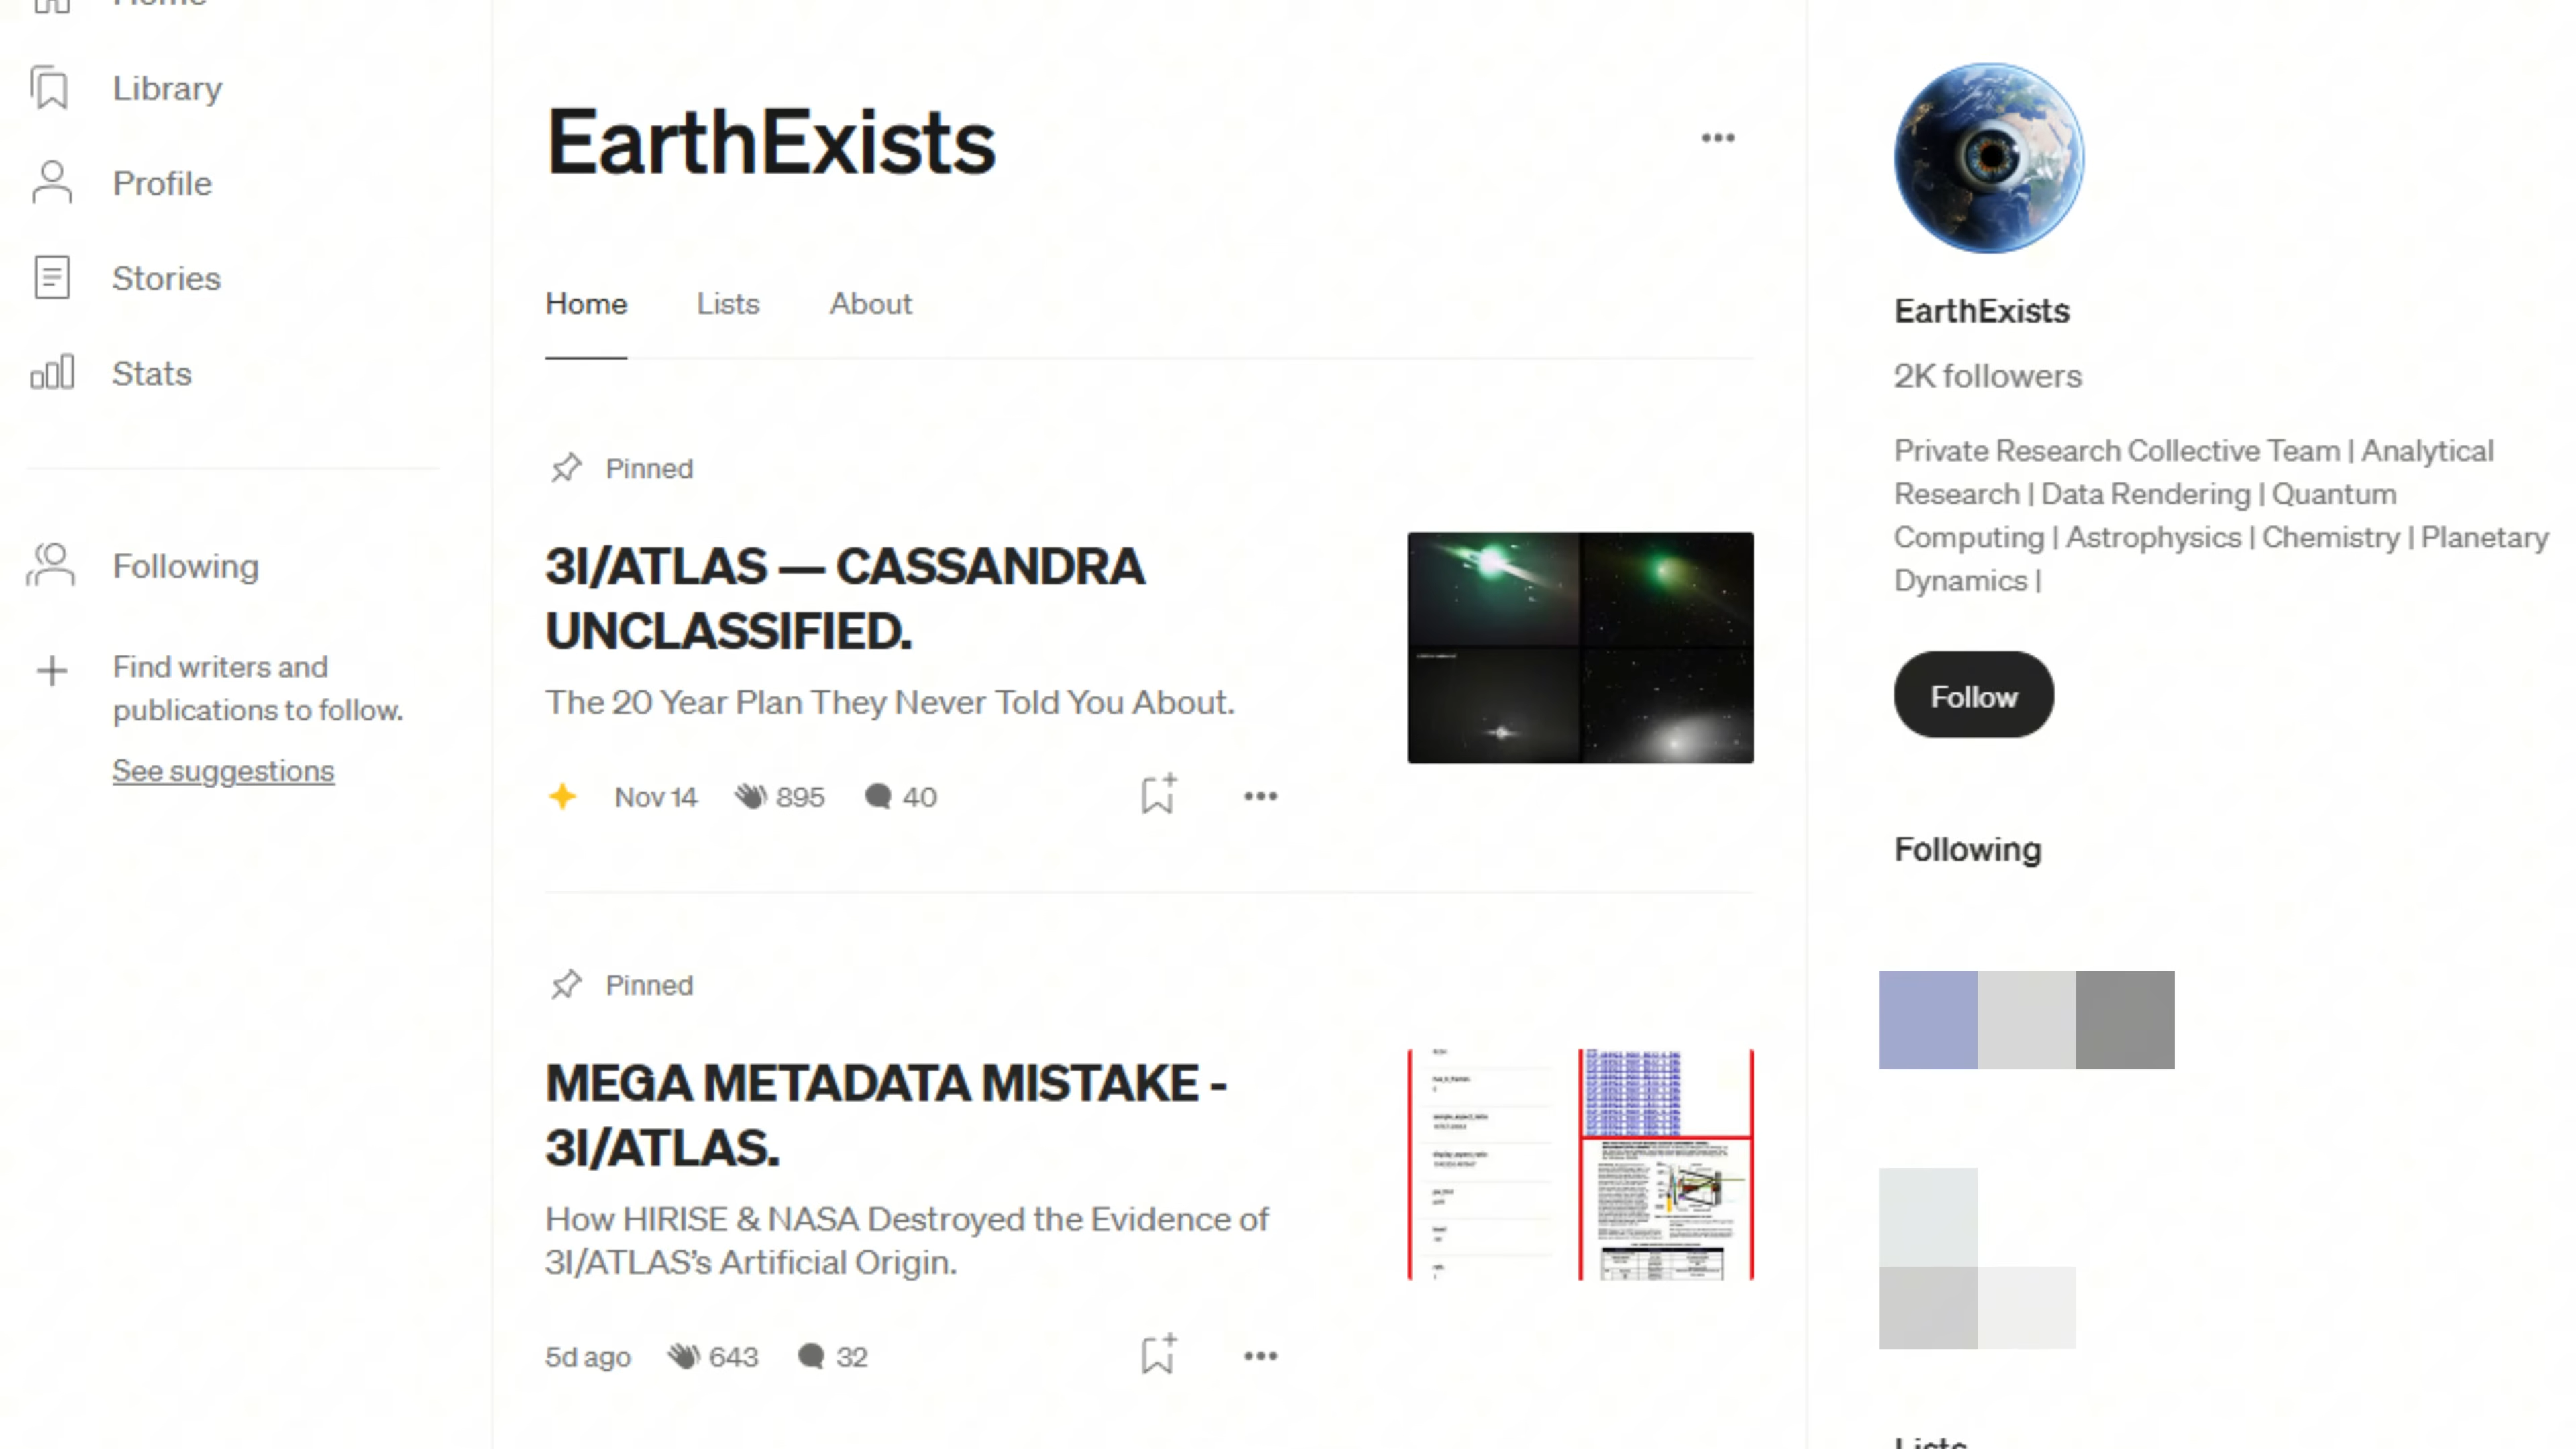 Library
Profile
Stories
Stats
Following
Find writers and
publications to follow.
See suggestions
EarthExists
Home
Lists
About
Pinned
3I/ATLAS — CASSANDRA
UNCLASSIFIED.
The 20 Year Plan They Never Told You About.
Nov 14
895
40
Pinned
MEGA METADATA MISTAKE -
3I/ATLAS.
How HIRISE & NASA Destroyed the Evidence of
3I/ATLAS’s Artificial Origin.
5d ago
643
32
EarthExists
2K followers
Private Research Collective Team | Analytical
Research | Data Rendering | Quantum
Computing | Astrophysics | Chemistry | Planetary
Dynamics |
Follow
Following